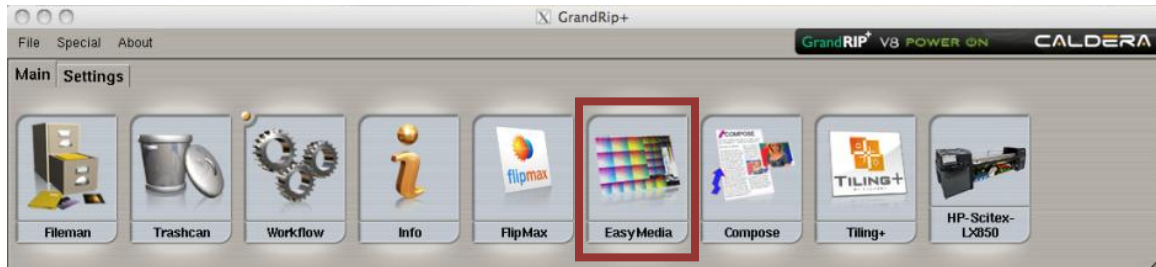 GrandRip+
File Special About
GrandRIP+ V8 POWER ON CALDERA
Main Settings
flipmax
COMPOSE
TILING+
Fileman Trashcan Workflow Info FlipMax EasyMedia Compose Tiling+ HP-Scitex-
LX850